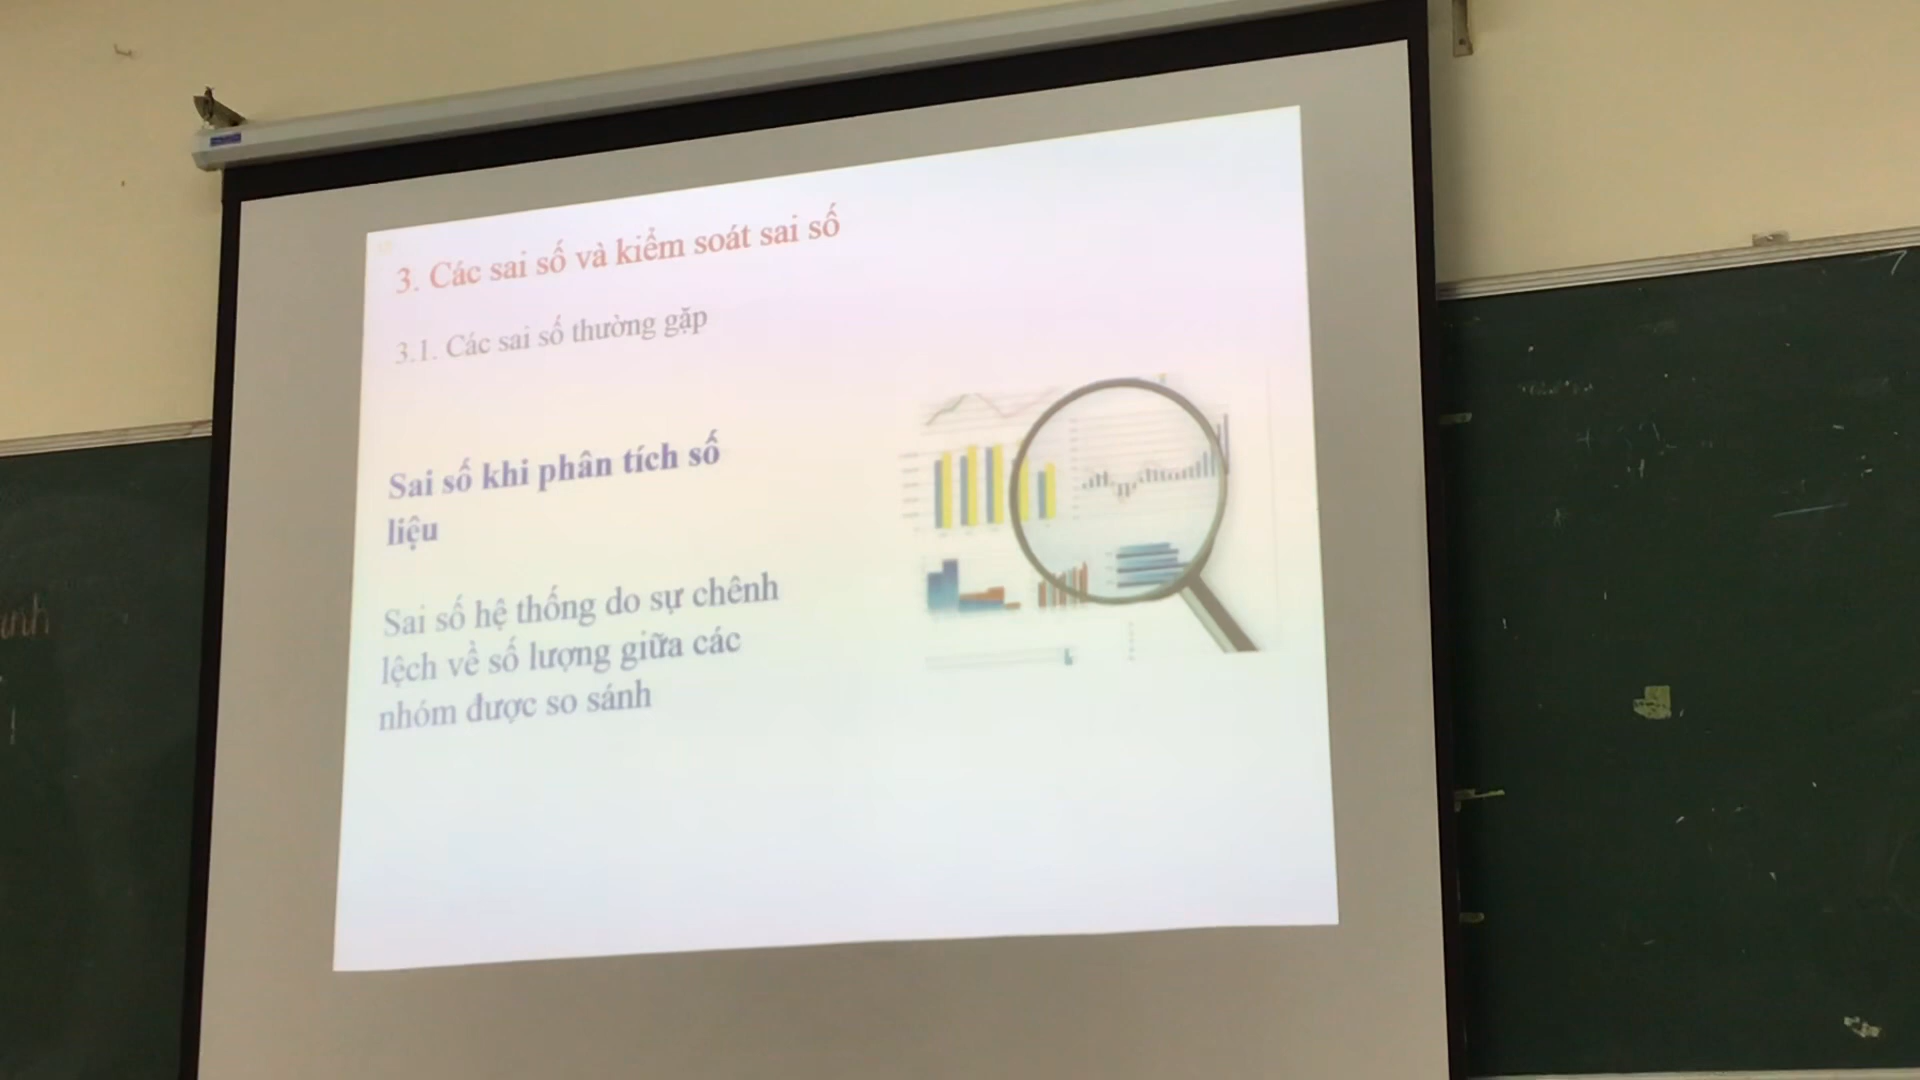 3. Các sai số và kiểm soát sai số
3.1. Các sai số thường gặp
Sai số khi phân tích số
liệu
Sai số hệ thống do sự chênh
lệch về số lượng giữa các
nhóm được so sánh